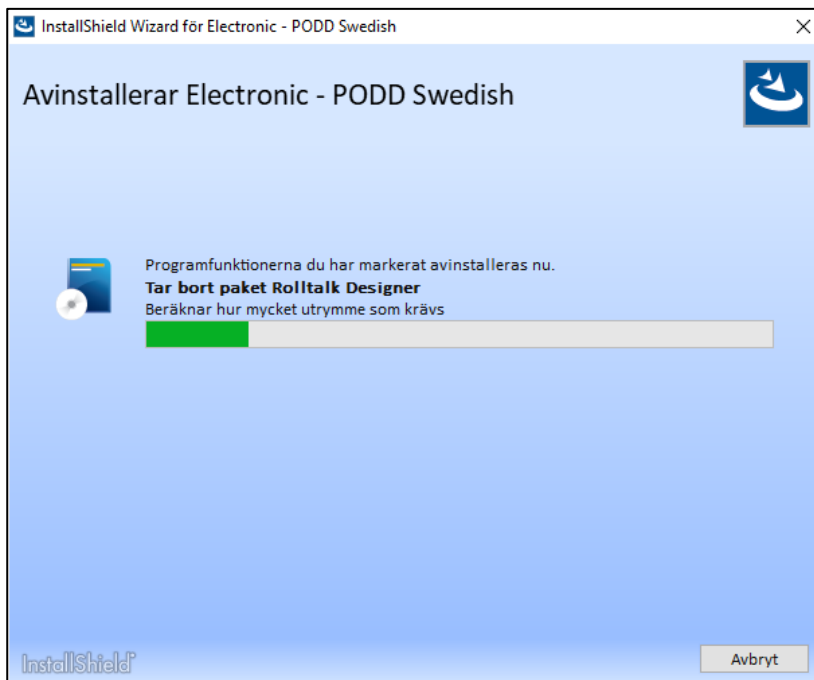 InstallShield Wizard för Electronic - PODD Swedish
Avinstallerar Electronic - PODD Swedish
Programfunktionerna du har markerat avinstalleras nu.
Tar bort paket Rolltalk Designer
Beräknar hur mycket utrymme som krävs
InstallShield
Avbryt